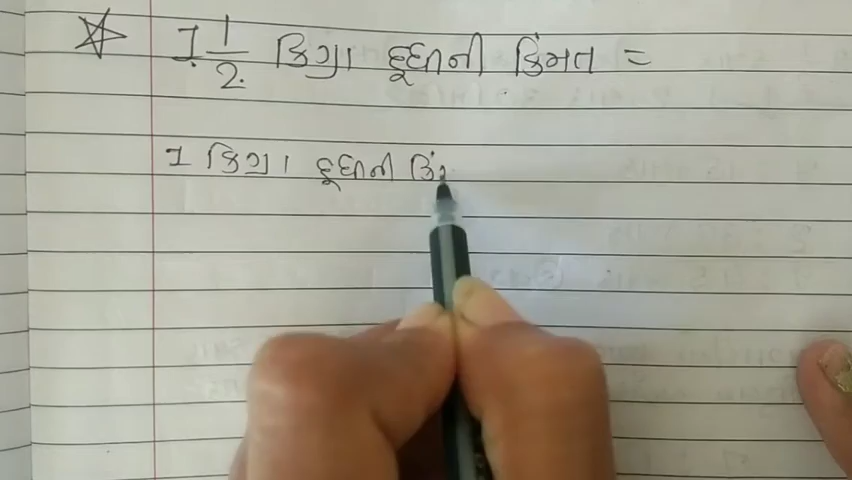 ☆ 1 1/2 કિગ્રા દૂધની કિંમત =
1 કિગ્રા દૂધની